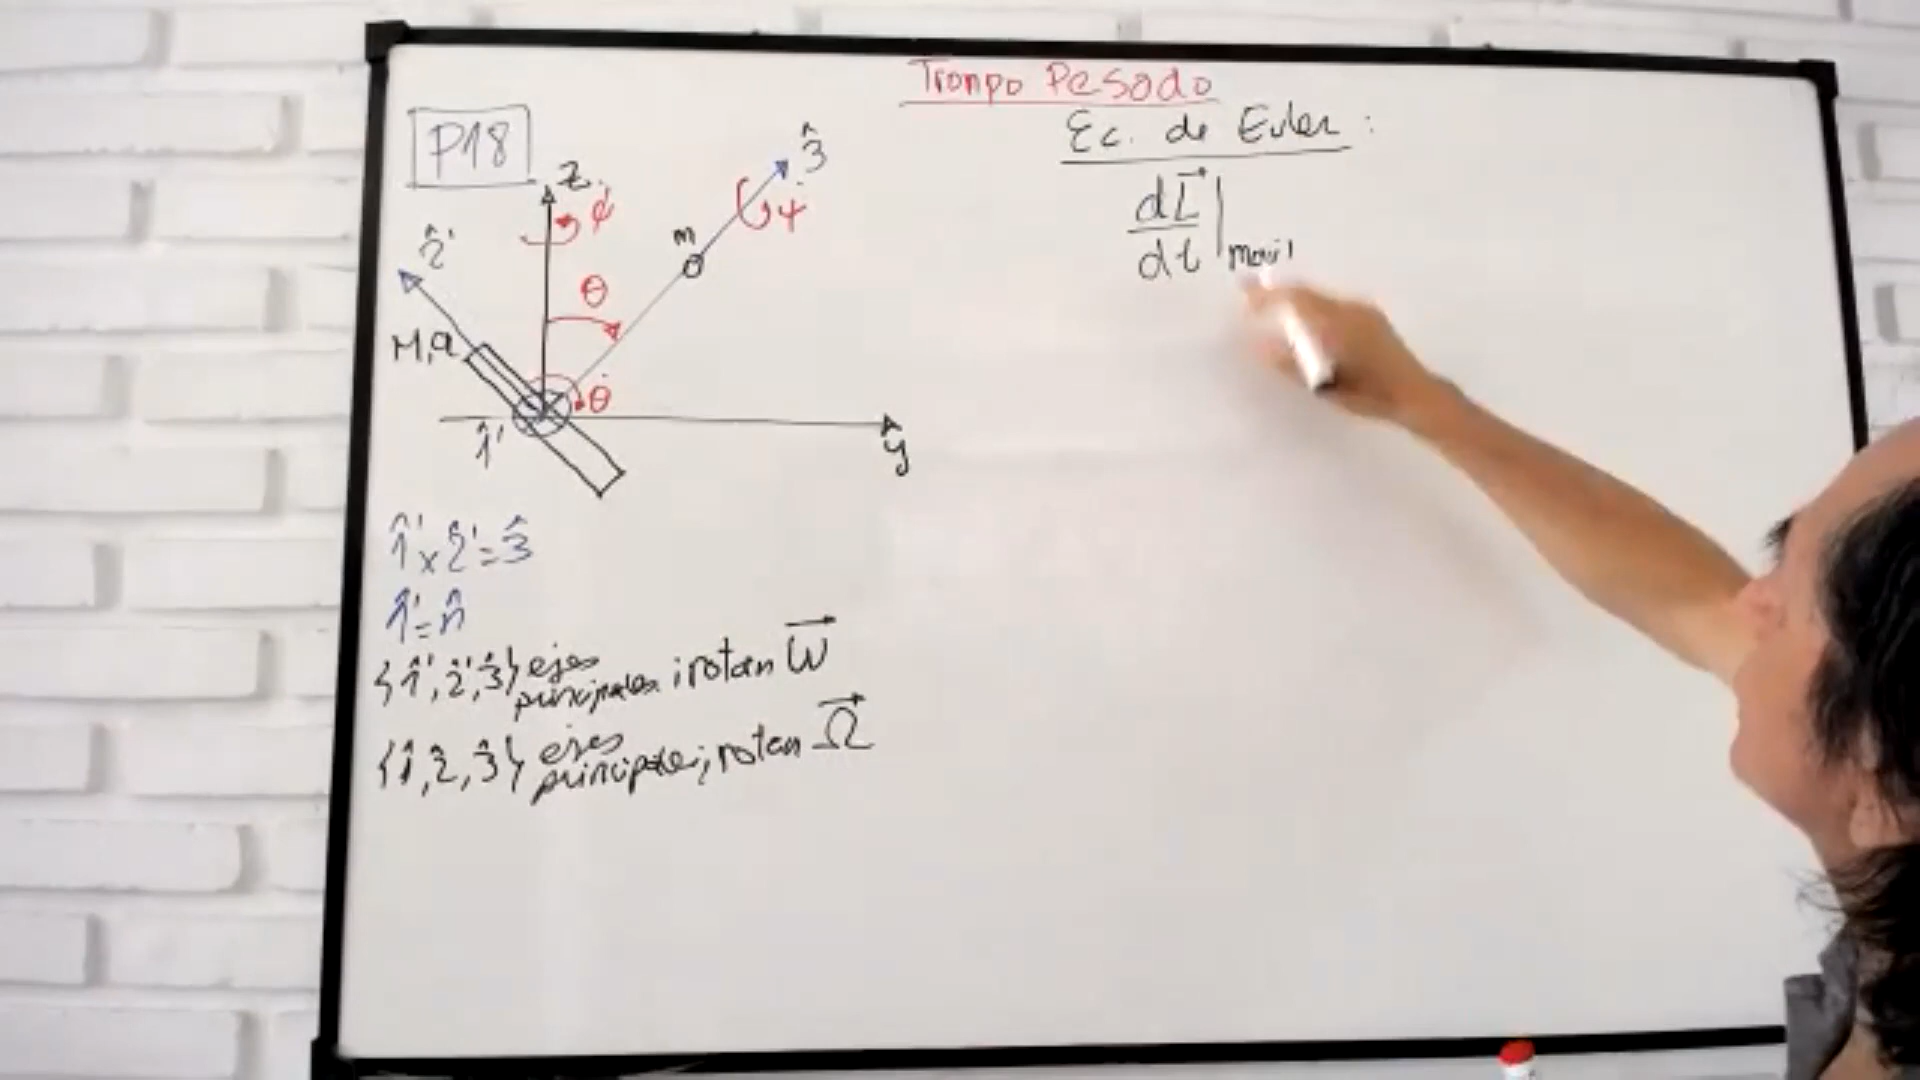 Trompo Pesado
P18
Ec. de Euler :
ẑ
φ̇
3̂
ψ̇
m
2̂'
θ
M,a
θ̇
1̂'
y
dL⃗/dt |móvil
1̂' x 2̂' = 3̂
1̂' = n̂
{1̂', 2̂', 3̂} ejes principales ; rotan ω⃗
{1̂, 2̂, 3̂} ejes principales ; rotan Ω⃗